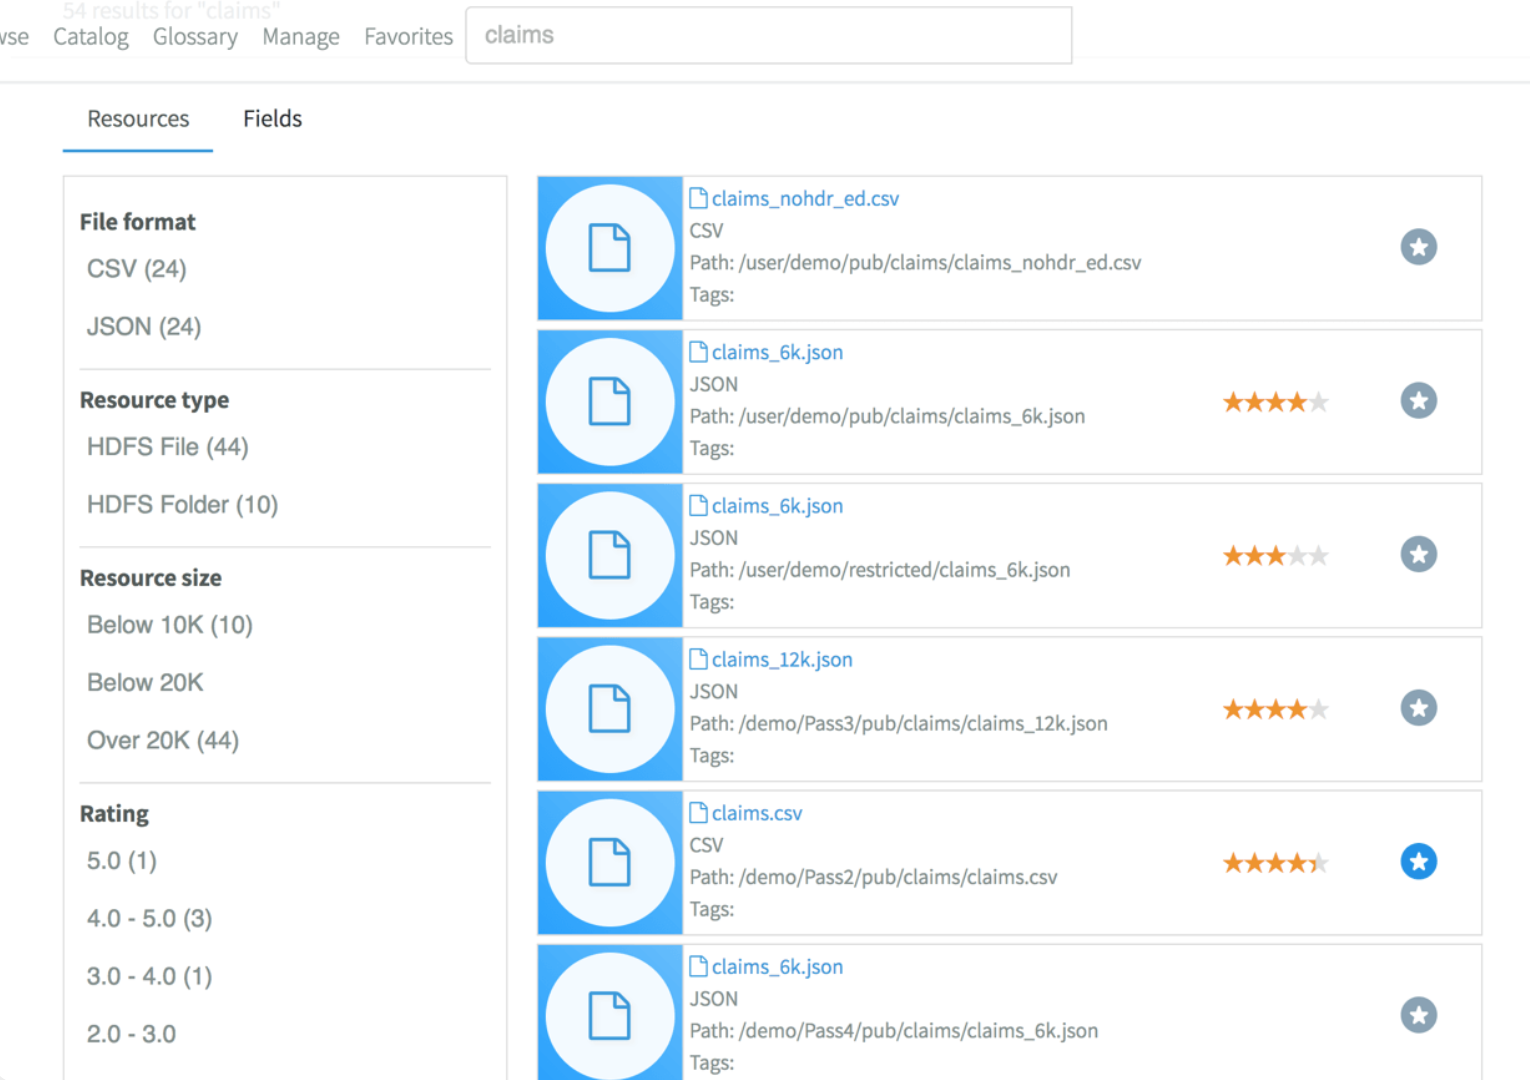 54 results for "claims"
wse Catalog Glossary Manage Favorites claims
Resources Fields
File format
CSV (24)
JSON (24)
Resource type
HDFS File (44)
HDFS Folder (10)
Resource size
Below 10K (10)
Below 20K
Over 20K (44)
Rating
5.0 (1)
4.0 - 5.0 (3)
3.0 - 4.0 (1)
2.0 - 3.0
claims_nohdr_ed.csv
CSV
Path: /user/demo/pub/claims/claims_nohdr_ed.csv
Tags:
claims_6k.json
JSON
Path: /user/demo/pub/claims/claims_6k.json
Tags:
claims_6k.json
JSON
Path: /user/demo/restricted/claims_6k.json
Tags:
claims_12k.json
JSON
Path: /demo/Pass3/pub/claims/claims_12k.json
Tags:
claims.csv
CSV
Path: /demo/Pass2/pub/claims/claims.csv
Tags:
claims_6k.json
JSON
Path: /demo/Pass4/pub/claims/claims_6k.json
Tags: